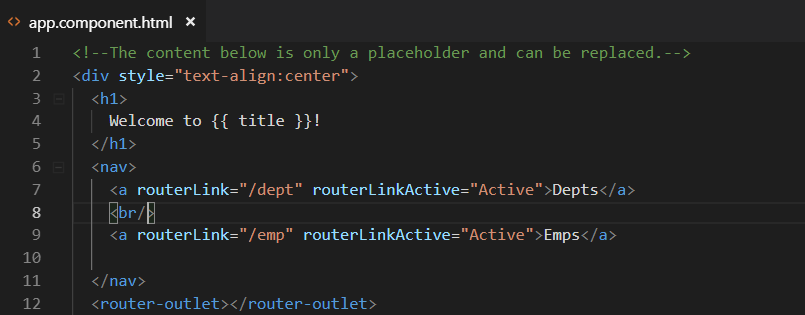 <> app.component.html ×
1 <!--The content below is only a placeholder and can be replaced.-->
2 <div style="text-align:center">
3 <h1>
4 Welcome to {{ title }}!
5 </h1>
6 <nav>
7 <a routerLink="/dept" routerLinkActive="Active">Depts</a>
8 <br/>
9 <a routerLink="/emp" routerLinkActive="Active">Emps</a>
10
11 </nav>
12 <router-outlet></router-outlet>